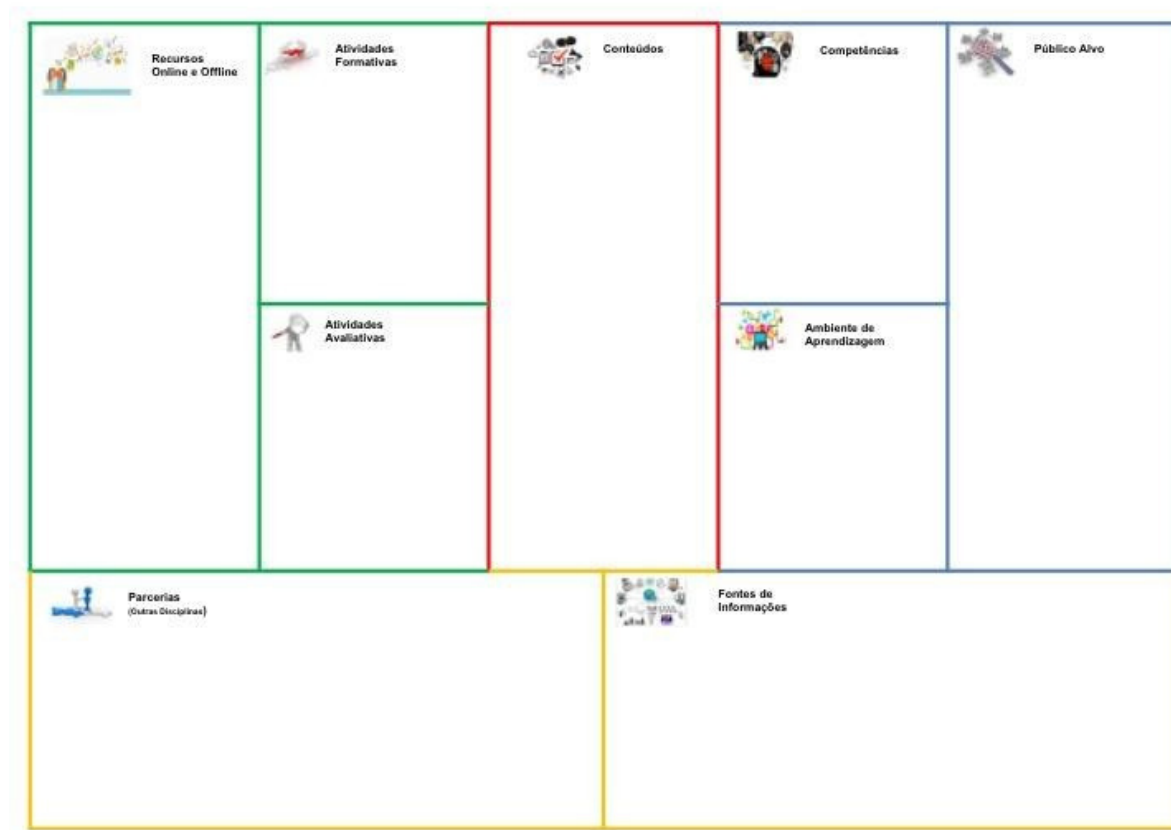 Recursos
Online e Offline
Atividades
Formativas
Conteúdos
Competências
Público Alvo
Atividades
Avaliativas
Ambiente de
Aprendizagem
Parcerias
(Outras Disciplinas)
Fontes de
Informações